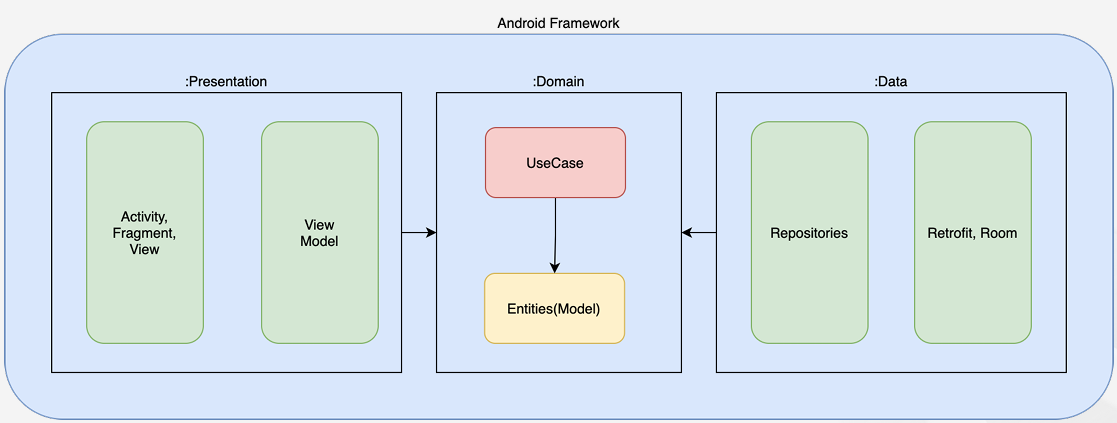 Android Framework
:Presentation
:Domain
:Data
Activity,
Fragment,
View
View
Model
UseCase
Entities(Model)
Repositories
Retrofit, Room